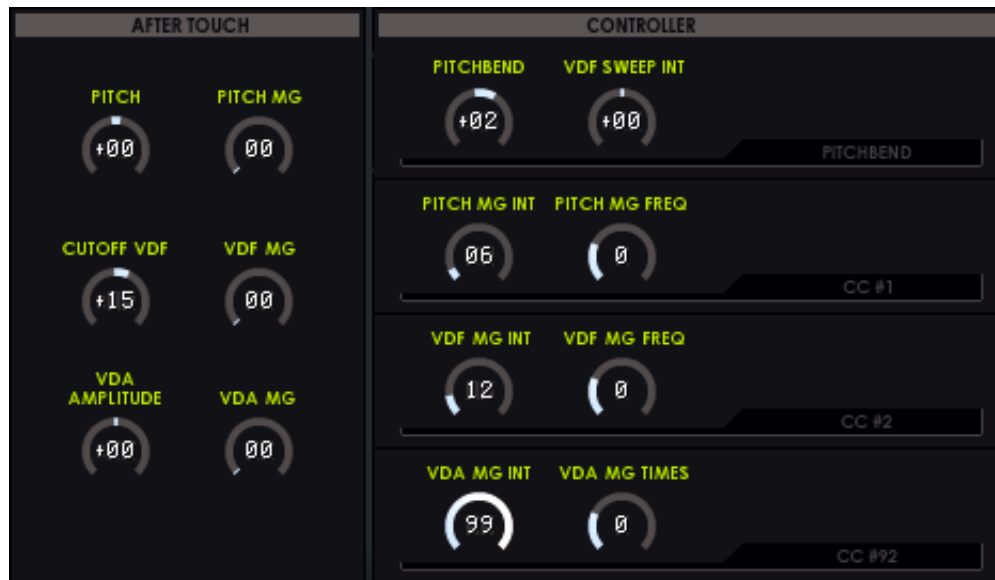 AFTER TOUCH
PITCH PITCH MG
+00 00
CUTOFF VDF VDF MG
+15 00
VDA
AMPLITUDE VDA MG
+00 00
CONTROLLER
PITCHBEND VDF SWEEP INT
+02 +00
PITCHBEND
PITCH MG INT PITCH MG FREQ
06 0
CC #1
VDF MG INT VDF MG FREQ
12 0
CC #2
VDA MG INT VDA MG TIMES
99 0
CC #92